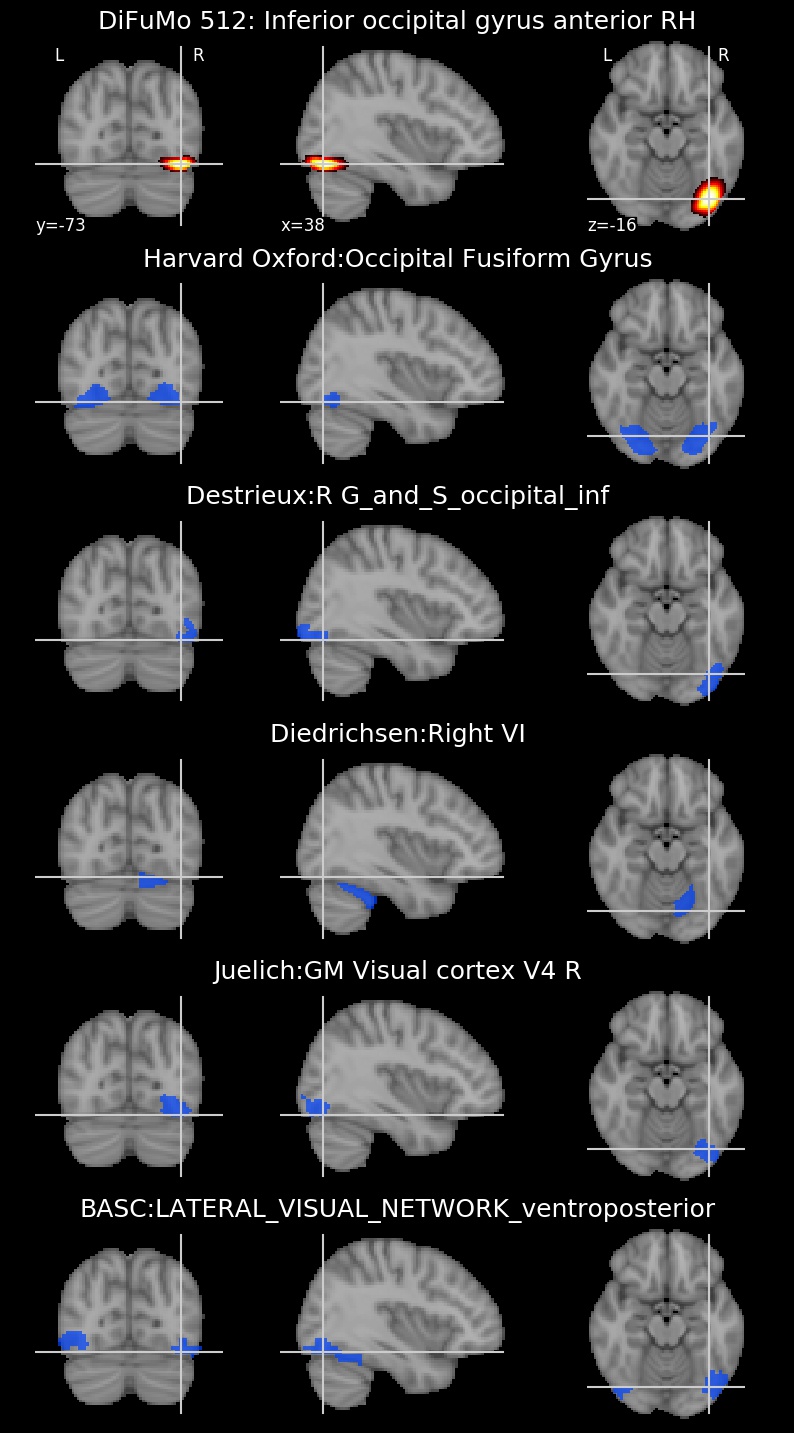 DiFuMo 512: Inferior occipital gyrus anterior RH
L R L R
y=-73 x=38 z=-16
Harvard Oxford:Occipital Fusiform Gyrus
Destrieux:R G_and_S_occipital_inf
Diedrichsen:Right VI
Juelich:GM Visual cortex V4 R
BASC:LATERAL_VISUAL_NETWORK_ventroposterior